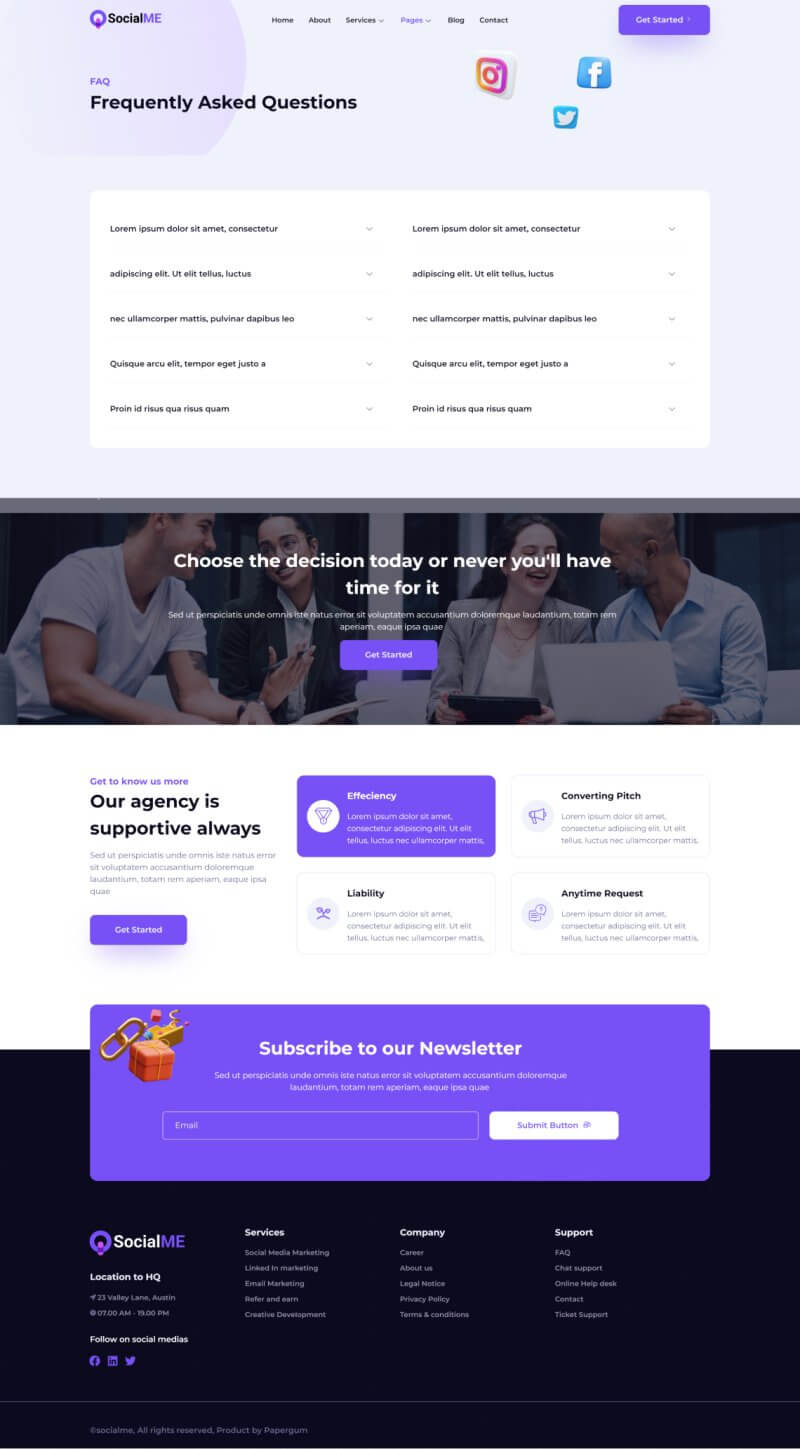 SocialME
Home About Services Pages Blog Contact
Get Started
FAQ
Frequently Asked Questions
Lorem ipsum dolor sit amet, consectetur
adipiscing elit. Ut elit tellus, luctus
nec ullamcorper mattis, pulvinar dapibus leo
Quisque arcu elit, tempor eget justo a
Proin id risus qua risus quam
Lorem ipsum dolor sit amet, consectetur
adipiscing elit. Ut elit tellus, luctus
nec ullamcorper mattis, pulvinar dapibus leo
Quisque arcu elit, tempor eget justo a
Proin id risus qua risus quam
Choose the decision today or never you'll have
time for it
Sed ut perspiciatis unde omnis iste natus error sit voluptatem accusantium doloremque laudantium, totam rem
aperiam, eaque ipsa quae
Get Started
Get to know us more
Our agency is
supportive always
Sed ut perspiciatis unde omnis iste natus error
sit voluptatem accusantium doloremque
laudantium, totam rem aperiam, eaque ipsa
quae
Get Started
Effeciency
Lorem ipsum dolor sit amet,
consectetur adipiscing elit. Ut elit
tellus, luctus nec ullamcorper mattis,
Converting Pitch
Lorem ipsum dolor sit amet,
consectetur adipiscing elit. Ut elit
tellus, luctus nec ullamcorper mattis,
Liability
Lorem ipsum dolor sit amet,
consectetur adipiscing elit. Ut elit
tellus, luctus nec ullamcorper mattis,
Anytime Request
Lorem ipsum dolor sit amet,
consectetur adipiscing elit. Ut elit
tellus, luctus nec ullamcorper mattis,
Subscribe to our Newsletter
Sed ut perspiciatis unde omnis iste natus error sit voluptatem accusantium doloremque
laudantium, totam rem aperiam, eaque ipsa quae
Email
Submit Button
SocialME
Location to HQ
23 Valley Lane, Austin
07.00 AM - 19.00 PM
Follow on social medias
Services
Social Media Marketing
Linked In marketing
Email Marketing
Refer and earn
Creative Development
Company
Career
About us
Legal Notice
Privacy Policy
Terms & conditions
Support
FAQ
Chat support
Online Help desk
Contact
Ticket Support
©socialme, All rights reserved, Product by Papergum